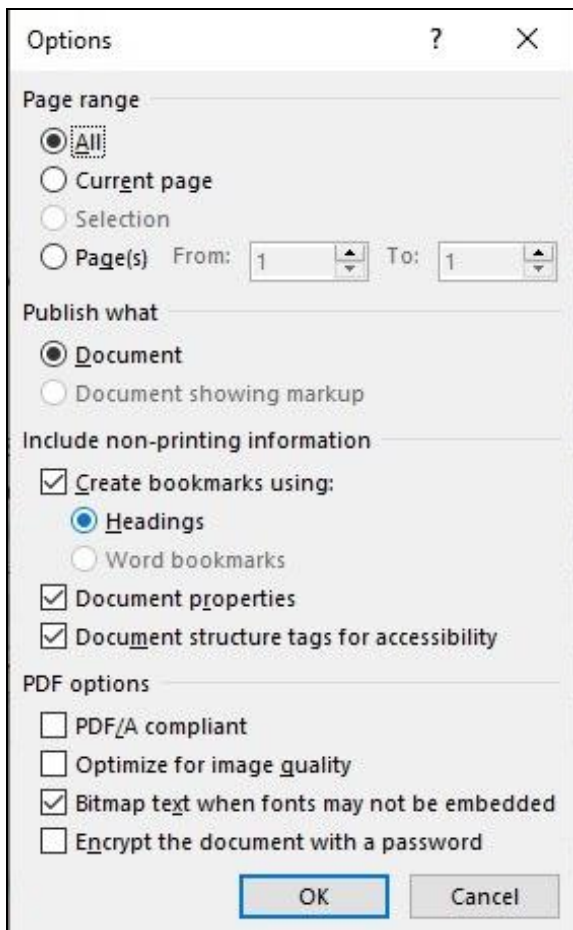 Options ?
Page range
All
Current page
Selection
Page(s) From: 1 To: 1
Publish what
Document
Document showing markup
Include non-printing information
Create bookmarks using:
Headings
Word bookmarks
Document properties
Document structure tags for accessibility
PDF options
PDF/A compliant
Optimize for image quality
Bitmap text when fonts may not be embedded
Encrypt the document with a password
OK Cancel